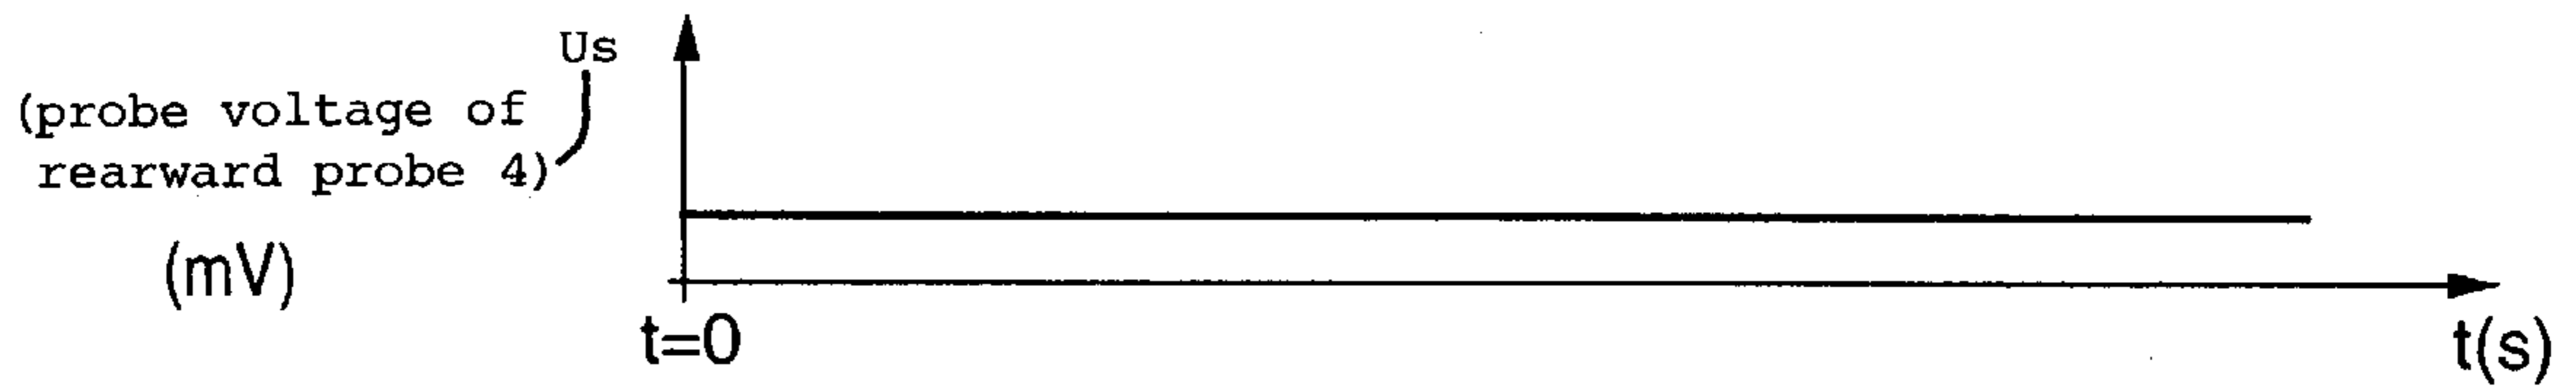 Us
(probe voltage of
rearward probe 4)
(mV)
t=0
t(s)